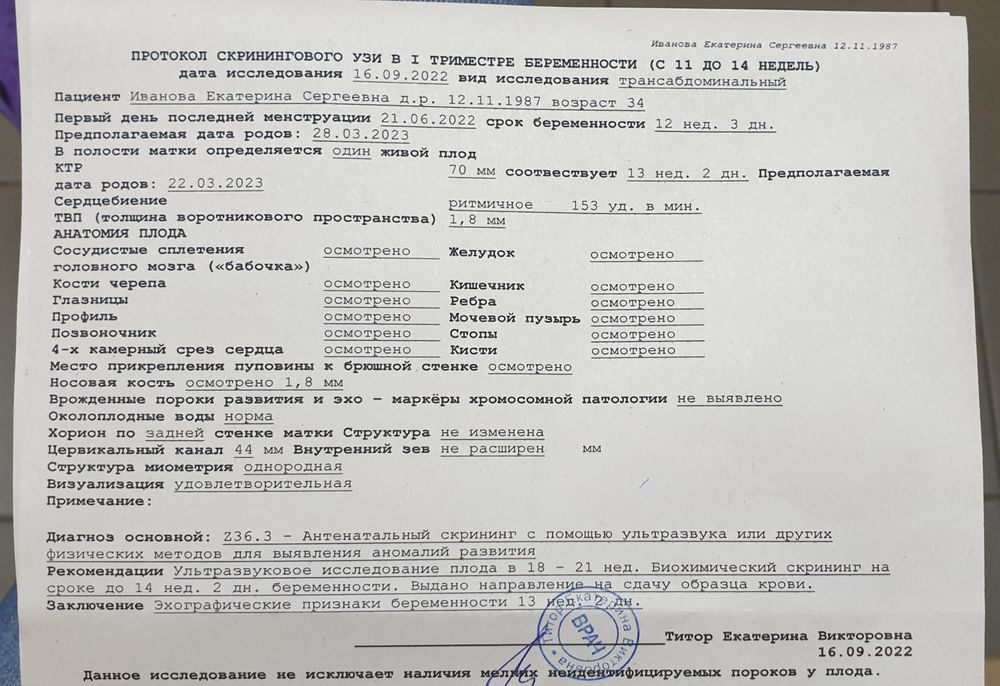 Иванова Екатерина Сергеевна 12.11.1987
ПРОТОКОЛ СКРИНИНГОВОГО УЗИ В I ТРИМЕСТРЕ БЕРЕМЕННОСТИ (С 11 ДО 14 НЕДЕЛЬ)
дата исследования 16.09.2022 вид исследования трансабдоминальный
Пациент Иванова Екатерина Сергеевна д.р. 12.11.1987 возраст 34
Первый день последней менструации 21.06.2022 срок беременности 12 нед. 3 дн.
Предполагаемая дата родов: 28.03.2023
В полости матки определяется один живой плод
КТР 70 мм соотвествует 13 нед. 2 дн. Предполагаемая
дата родов: 22.03.2023
Сердцебиение ритмичное 153 уд. в мин.
ТВП (толщина воротникового пространства) 1,8 мм
АНАТОМИЯ ПЛОДА
Сосудистые сплетения осмотрено Желудок осмотрено
головного мозга («бабочка»)
Кости черепа осмотрено Кишечник осмотрено
Глазницы осмотрено Ребра осмотрено
Профиль осмотрено Мочевой пузырь осмотрено
Позвоночник осмотрено Стопы осмотрено
4-х камерный срез сердца осмотрено Кисти осмотрено
Место прикрепления пуповины к брюшной стенке осмотрено
Носовая кость осмотрено 1,8 мм
Врожденные пороки развития и эхо – маркёры хромосомной патологии не выявлено
Околоплодные воды норма
Хорион по задней стенке матки Структура не изменена
Цервикальный канал 44 мм Внутренний зев не расширен мм
Структура миометрия однородная
Визуализация удовлетворительная
Примечание:
Диагноз основной: Z36.3 - Антенатальный скрининг с помощью ультразвука или других
физических методов для выявления аномалий развития
Рекомендации Ультразвуковое исследование плода в 18 - 21 нед. Биохимический скрининг на
сроке до 14 нед. 2 дн. беременности. Выдано направление на сдачу образца крови.
Заключение Эхографические признаки беременности 13 нед. 2 дн.
Титор Екатерина Викторовна
ВРАЧ
Титор Екатерина Викторовна
16.09.2022
Данное исследование не исключает наличия мелких неидентифицируемых пороков у плода.